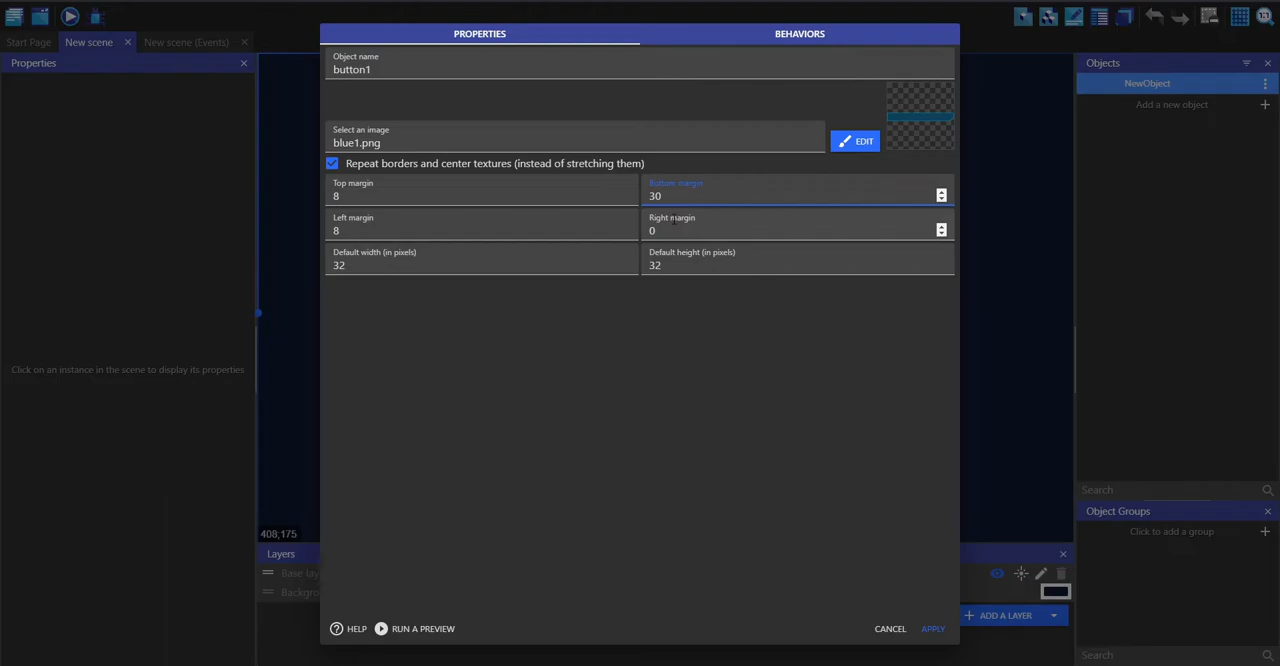 PROPERTIES
BEHAVIORS
Start Page
New scene
New scene (Events)
Properties
Objects
Object name
button1
NewObject
Add a new object
Select an image
blue1.png
EDIT
Repeat borders and center textures (instead of stretching them)
Top margin
8
Bottom margin
30
Left margin
8
Right margin
0
Default width (in pixels)
32
Default height (in pixels)
32
Click on an instance in the scene to display its properties
Search
Object Groups
Click to add a group
408;175
Layers
Base lay
Backgro
ADD A LAYER
HELP
RUN A PREVIEW
CANCEL
APPLY
Search